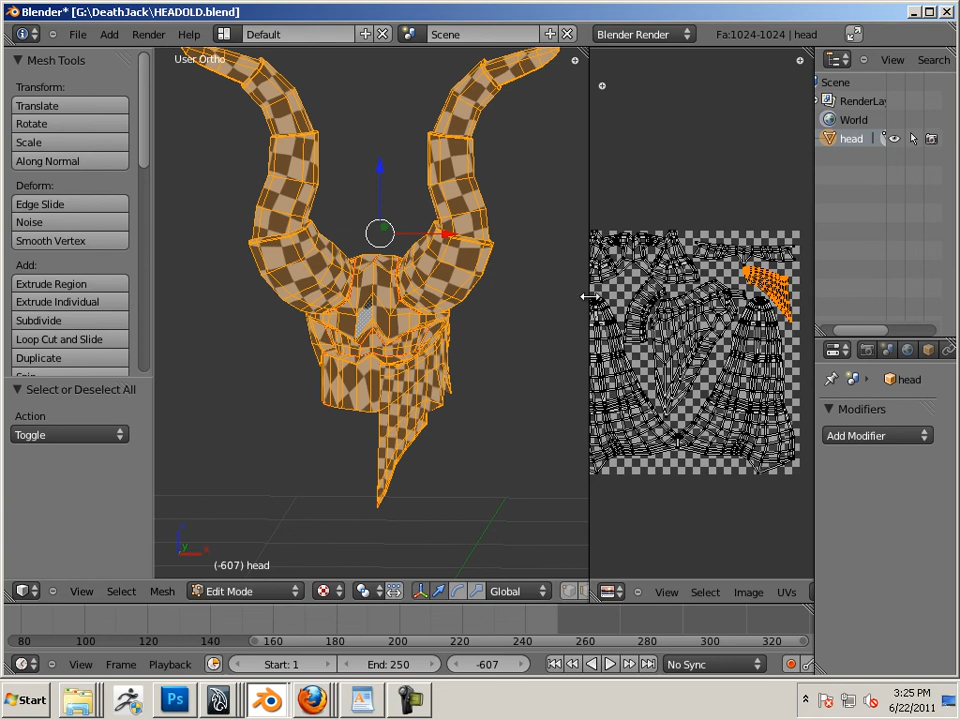 Blender* [G:\DeathJack\HEADOLD.blend]
File Add Render Help Default Scene Blender Render Fa:1024-1024 | head
Mesh Tools
Transform:
Translate
Rotate
Scale
Along Normal
Deform:
Edge Slide
Noise
Smooth Vertex
Add:
Extrude Region
Extrude Individual
Subdivide
Loop Cut and Slide
Duplicate
Select or Deselect All
Action
Toggle
User Ortho
(-607) head
View Search
Scene
RenderLay
World
head
head
Modifiers
Add Modifier
View Select Mesh Edit Mode Global
View Select Image UVs
80 100 120 140 160 180 200 220 240 260 280 300 320
View Frame Playback Start: 1 End: 250 -607 No Sync
Start Ps 3:25 PM
6/22/2011